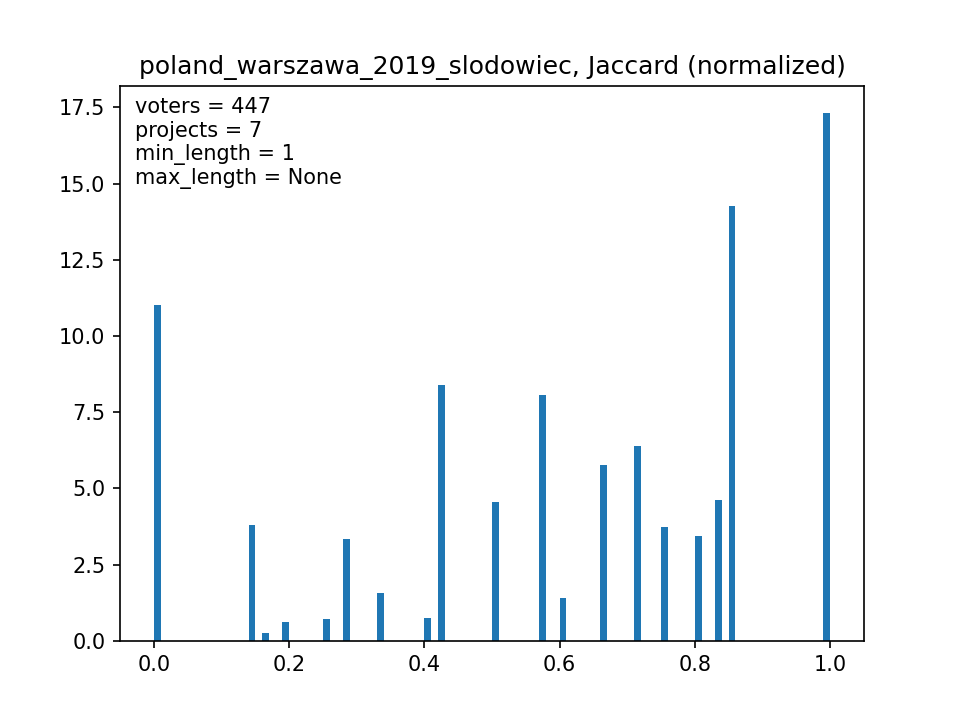 poland_warszawa_2019_slodowiec, Jaccard (normalized)
voters = 447
projects = 7
min_length = 1
max_length = None
17.5
15.0
12.5
10.0
7.5
5.0
2.5
0.0
0.0 0.2 0.4 0.6 0.8 1.0